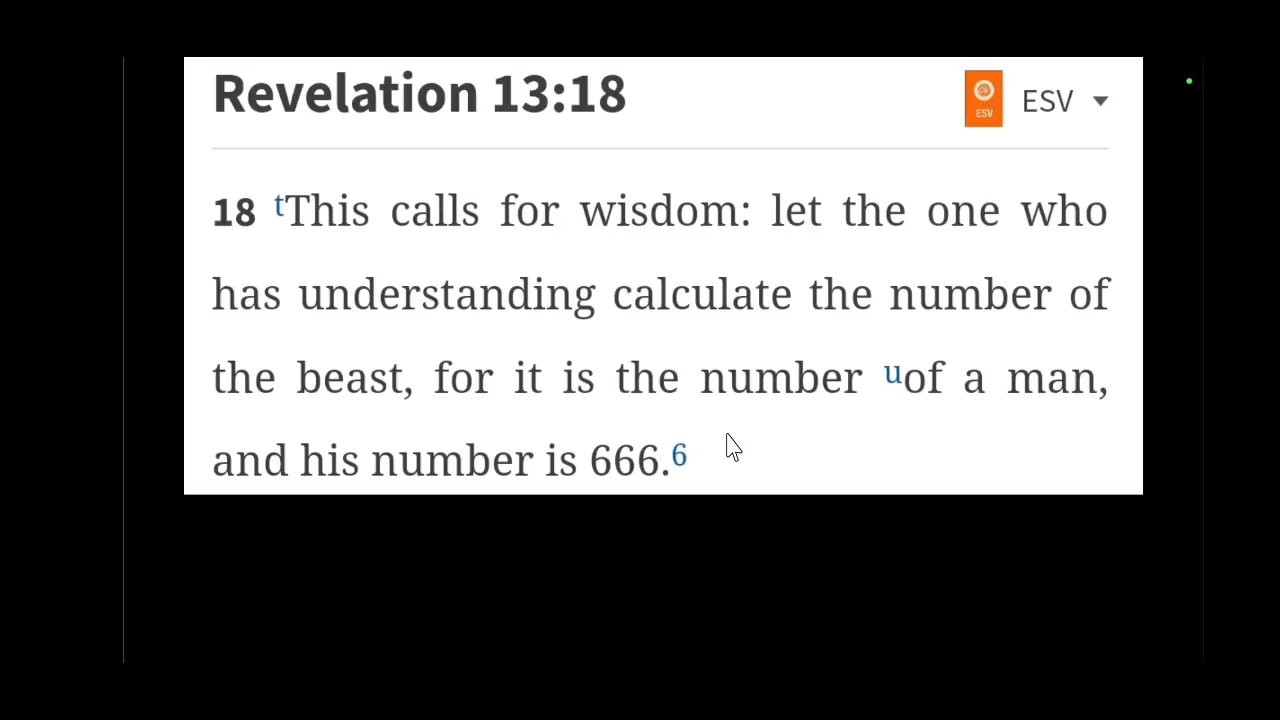 Revelation 13:18
ESV
ESV
18 tThis calls for wisdom: let the one who
has understanding calculate the number of
the beast, for it is the number uof a man,
and his number is 666.6